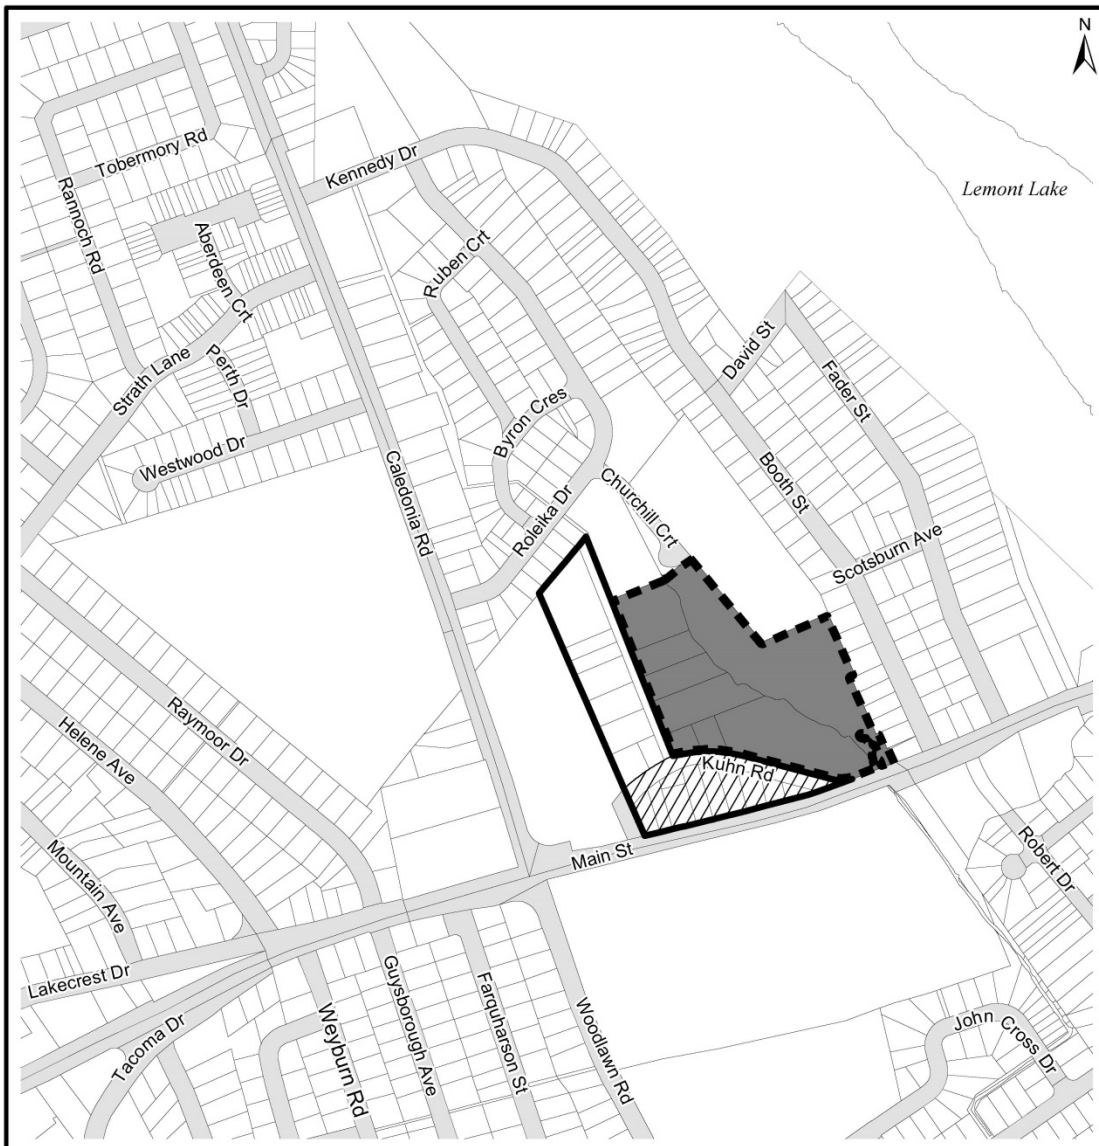 N
Tobermory Rd
Kennedy Dr
Lemont Lake
Rannoch Rd
Aberdeen Crt
Ruben Crt
David St
Fader St
Strath Lane
Perth Dr
Byron Cres
Westwood Dr
Caledonia Rd
Booth St
Churchill Crt
Roleika Dr
Scotsburn Ave
Raymoor Dr
Helene Ave
Kuhn Rd
Main St
Robert Dr
Mountain Ave
Lakecrest Dr
Guysborough Ave
Farquharson St
Woodlawn Rd
Weyburn Rd
Tacoma Dr
John Cross Dr